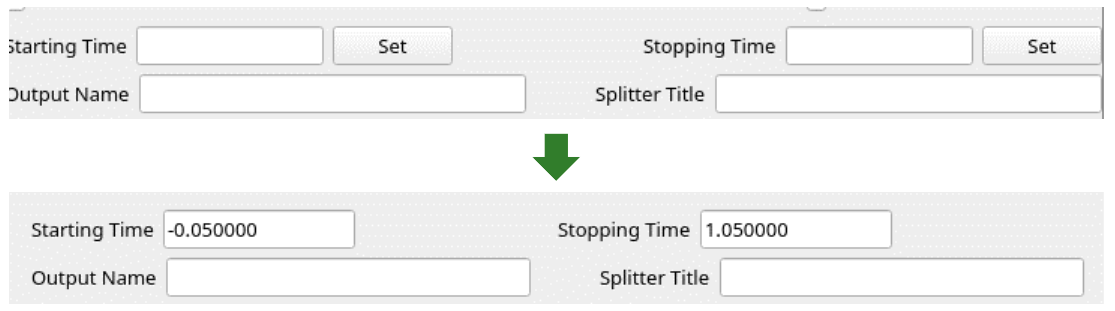 Starting Time Set Stopping Time Set
Output Name Splitter Title
Starting Time -0.050000 Stopping Time 1.050000
Output Name Splitter Title